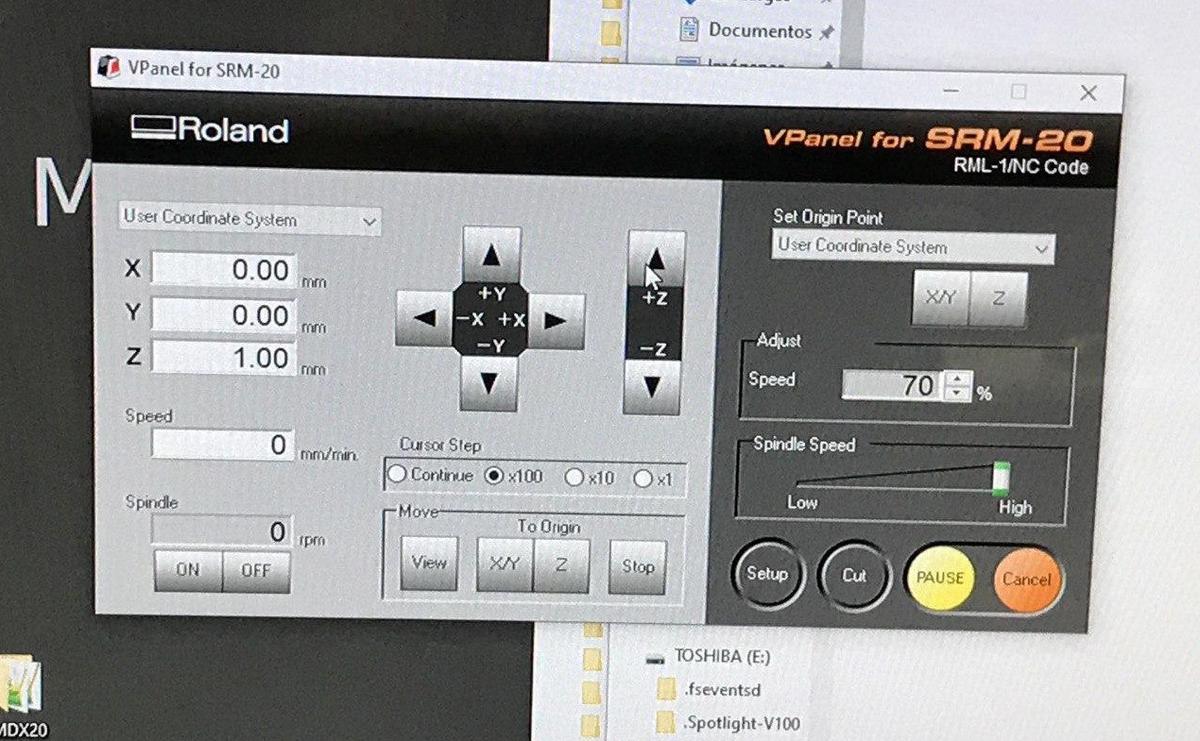 Documentos
VPanel for SRM-20
Roland
VPanel for SRM-20
RML-1/NC Code
M
User Coordinate System
X 0.00 mm
Y 0.00 mm
Z 1.00 mm
Speed
0 mm/min.
Spindle
0 rpm
ON OFF
+Y
-X +X
-Y
+Z
-Z
Cursor Step
Continue x100 x10 x1
Move
To Origin
View X/Y Z Stop
Set Origin Point
User Coordinate System
X/Y Z
Adjust
Speed 70 %
Spindle Speed
Low High
Setup Cut PAUSE Cancel
TOSHIBA (E:)
.fseventsd
.Spotlight-V100
MDX20